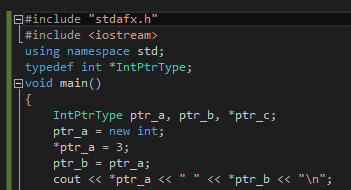 #include "stdafx.h"
#include <iostream>
using namespace std;
typedef int *IntPtrType;
void main()
{
IntPtrType ptr_a, ptr_b, *ptr_c;
ptr_a = new int;
*ptr_a = 3;
ptr_b = ptr_a;
cout << *ptr_a << " " << *ptr_b << "\n";